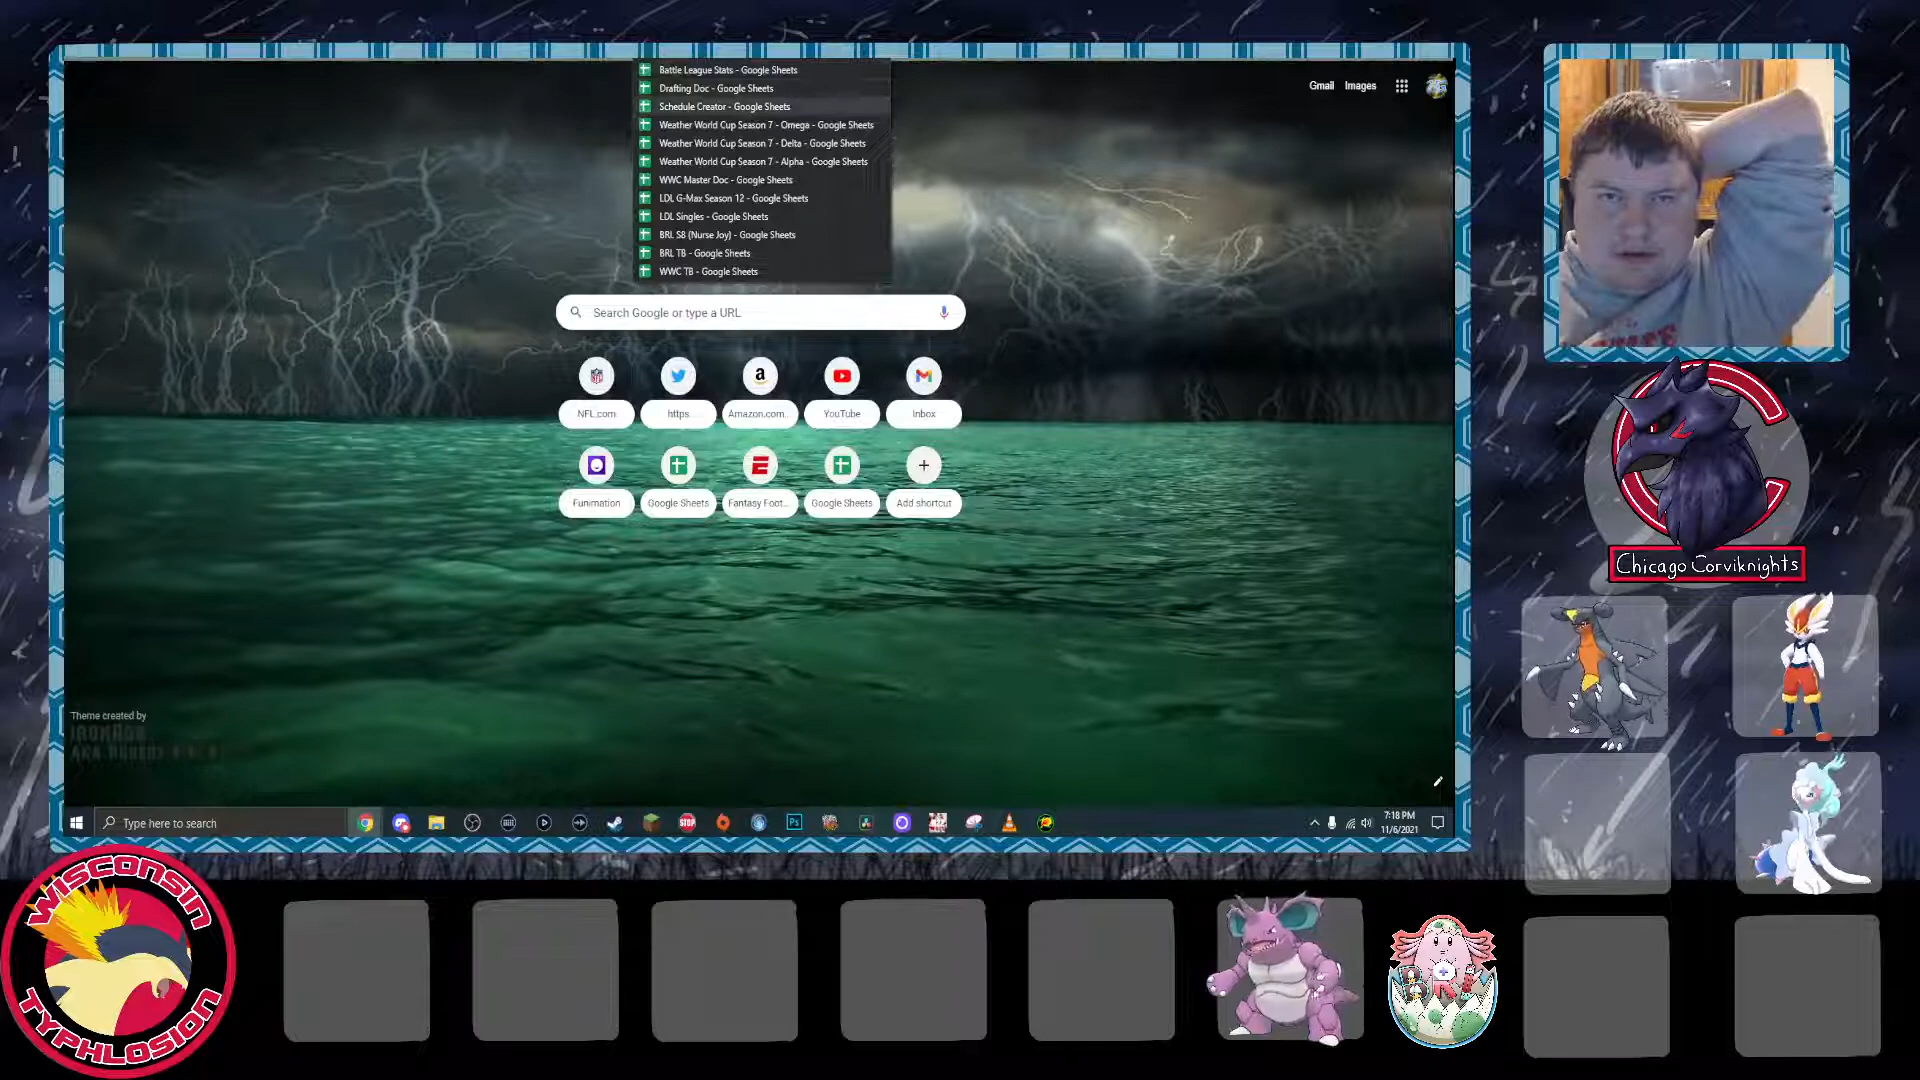 Battle League Stats - Google Sheets
Drafting Doc - Google Sheets
Schedule Creator - Google Sheets
Weather World Cup Season 7 - Omega - Google Sheets
Weather World Cup Season 7 - Delta - Google Sheets
Weather World Cup Season 7 - Alpha - Google Sheets
WWC Master Doc - Google Sheets
LDL G-Max Season 12 - Google Sheets
LDL Singles - Google Sheets
BRL S8 (Nurse Joy) - Google Sheets
BRL TB - Google Sheets
WWC TB - Google Sheets
Gmail Images
Search Google or type a URL
NFL.com https... Amazon.com... YouTube Inbox
Funimation Google Sheets Fantasy Foot... Google Sheets Add shortcut
Theme created by
Type here to search
STOP
Ps
7:18 PM
11/6/2021
Chicago Corviknights
WISCONSIN
TYPHLOSION